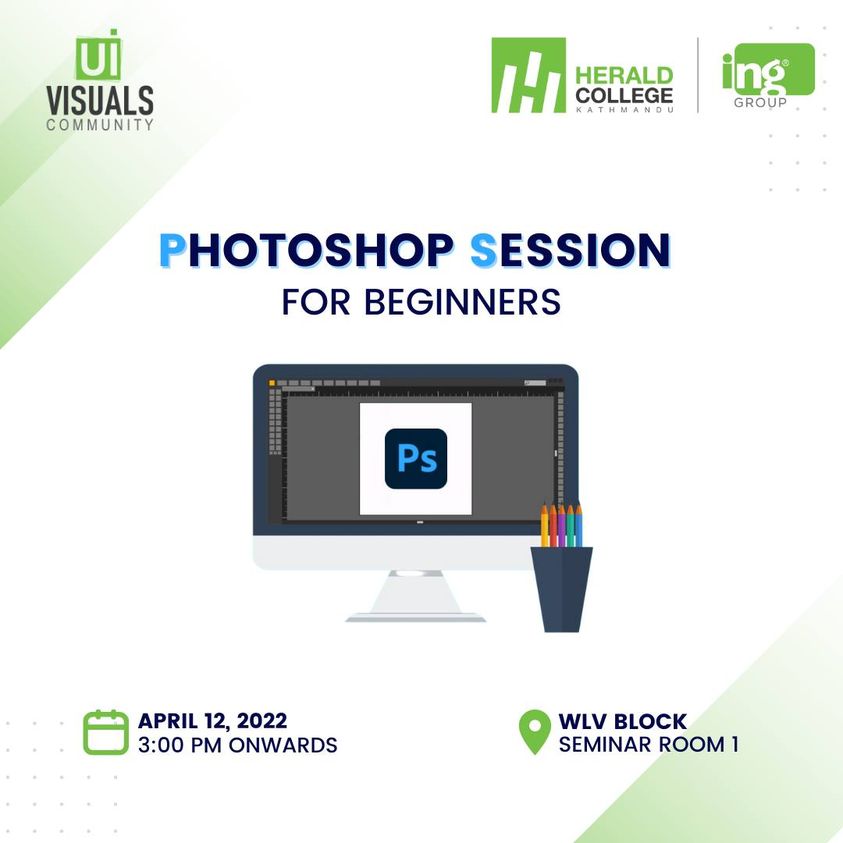 ui
VISUALS
COMMUNITY
HERALD
COLLEGE
KATHMANDU
ing®
GROUP
PHOTOSHOP SESSION
FOR BEGINNERS
Ps
APRIL 12, 2022
3:00 PM ONWARDS
WLV BLOCK
SEMINAR ROOM 1